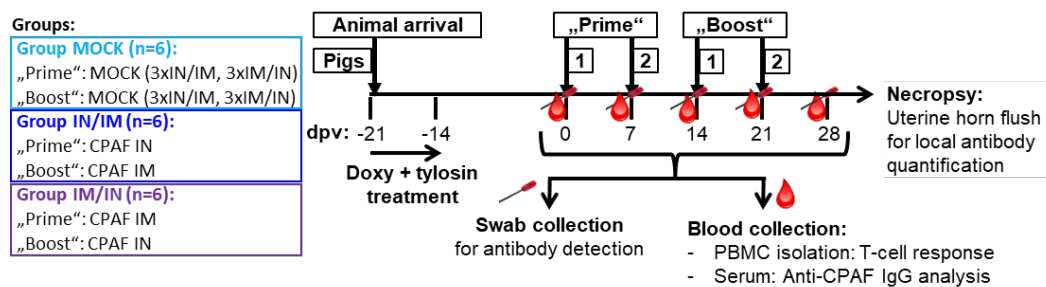 Groups:
Group MOCK (n=6):
„Prime“: MOCK (3xIN/IM, 3xIM/IN)
„Boost“: MOCK (3xIN/IM, 3xIM/IN)
Group IN/IM (n=6):
„Prime“: CPAF IN
„Boost“: CPAF IM
Group IM/IN (n=6):
„Prime“: CPAF IM
„Boost“: CPAF IN
Animal arrival
Pigs
„Prime“
1
2
„Boost“
1
2
dpv: -21 -14 0 7 14 21 28
Doxy + tylosin
treatment
Swab collection
for antibody detection
Blood collection:
- PBMC isolation: T-cell response
- Serum: Anti-CPAF IgG analysis
Necropsy:
Uterine horn flush
for local antibody
quantification